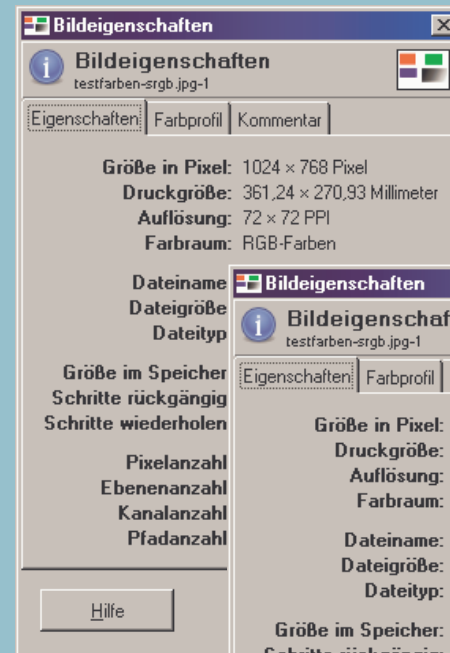 Bildeigenschaften
Bildeigenschaften
testfarben-srgb.jpg-1
Eigenschaften Farbprofil Kommentar
Größe in Pixel: 1024 × 768 Pixel
Druckgröße: 361,24 × 270,93 Millimeter
Auflösung: 72 × 72 PPI
Farbraum: RGB-Farben
Dateiname
Dateigröße
Dateityp
Größe im Speicher
Schritte rückgängig
Schritte wiederholen
Pixelanzahl
Ebenenanzahl
Kanalanzahl
Pfadanzahl
Hilfe
Bildeigenschaften
Bildeigenschaf
testfarben-srgb.jpg-1
Eigenschaften Farbprofil
Größe in Pixel:
Druckgröße:
Auflösung:
Farbraum:
Dateiname:
Dateigröße:
Dateityp:
Größe im Speicher:
Schritte rückgängig: